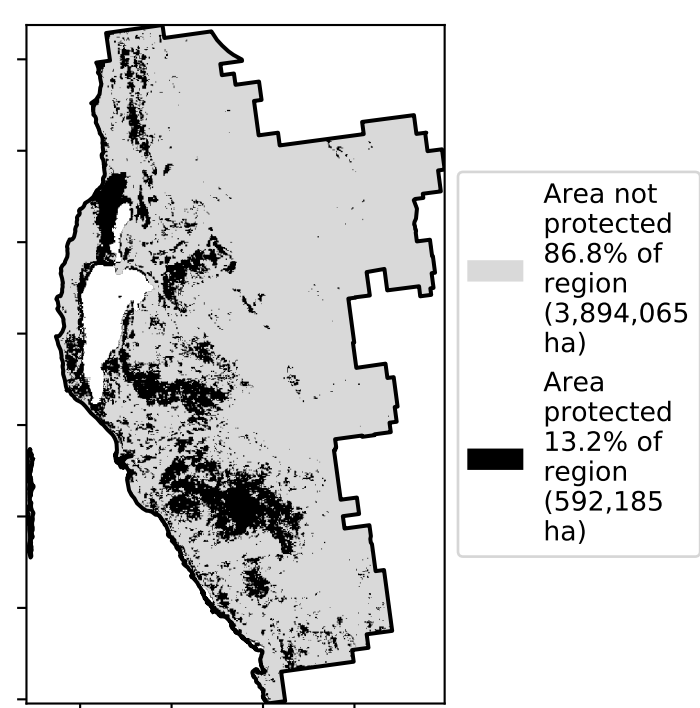 Area not
protected
86.8% of
region
(3,894,065
ha)
Area
protected
13.2% of
region
(592,185
ha)